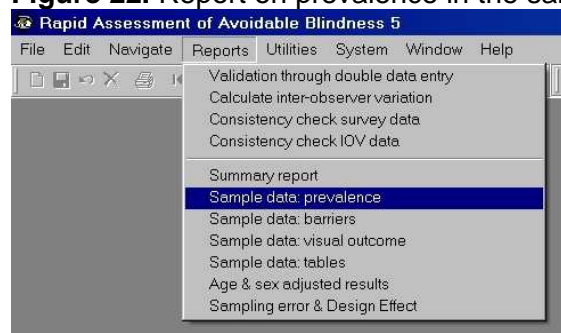 Figure 22: Report on prevalence in the sa
Rapid Assessment of Avoidable Blindness 5
File Edit Navigate Reports Utilities System Window Help
Validation through double data entry
Calculate inter-observer variation
Consistency check survey data
Consistency check IOV data
Summary report
Sample data: prevalence
Sample data: barriers
Sample data: visual outcome
Sample data: tables
Age & sex adjusted results
Sampling error & Design Effect